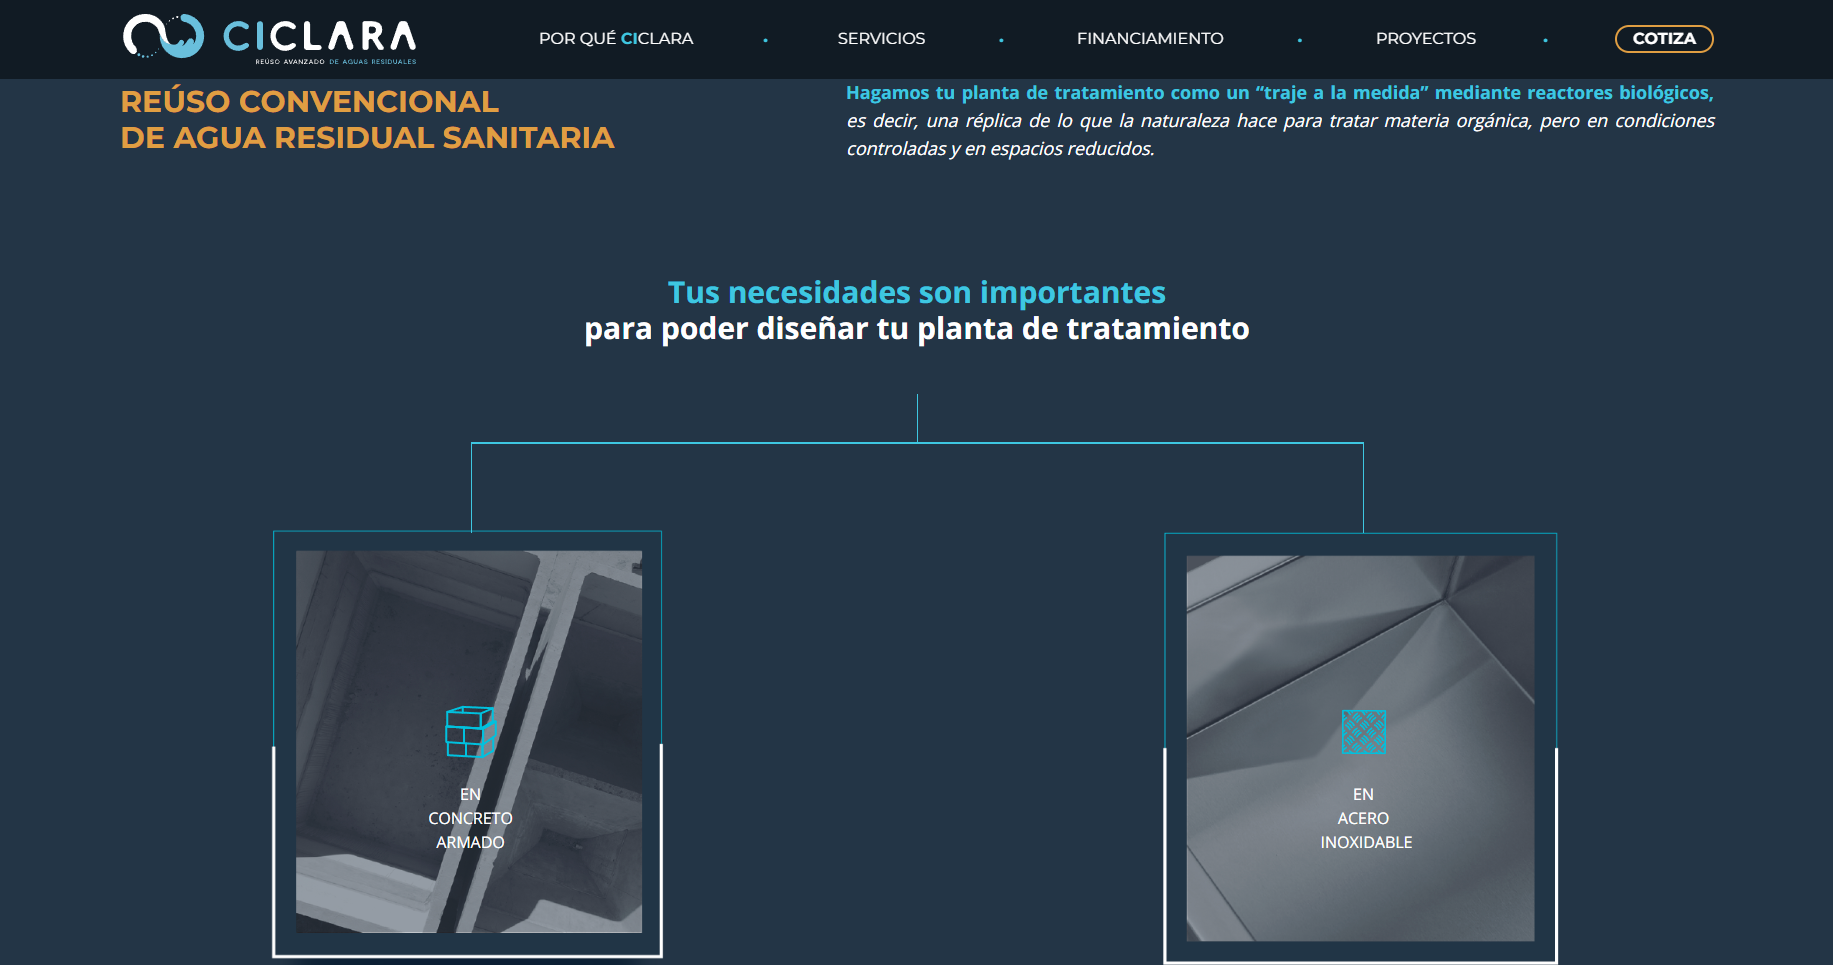 CICLARA
REÚSO AVANZADO DE AGUAS RESIDUALES
POR QUÉ CICLARA
SERVICIOS
FINANCIAMIENTO
PROYECTOS
COTIZA
REÚSO CONVENCIONAL
DE AGUA RESIDUAL SANITARIA
Hagamos tu planta de tratamiento como un “traje a la medida” mediante reactores biológicos,
es decir, una réplica de lo que la naturaleza hace para tratar materia orgánica, pero en condiciones
controladas y en espacios reducidos.
Tus necesidades son importantes
para poder diseñar tu planta de tratamiento
EN
CONCRETO
ARMADO
EN
ACERO
INOXIDABLE